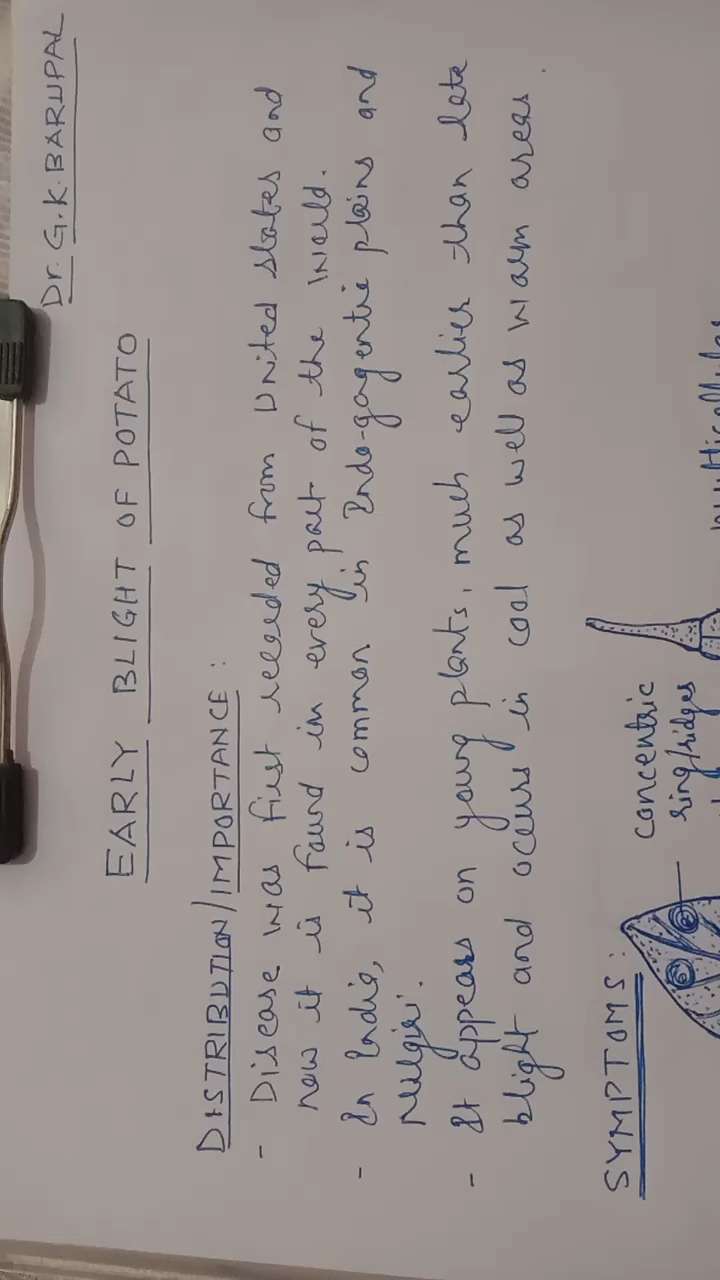 Dr. G.K. BARUPAL
EARLY BLIGHT OF POTATO
DISTRIBUTION/IMPORTANCE:
- Disease was first recorded from United states and
now it is found in every part of the world.
- In India, it is common in Indo-gagentic plains and
Nilgiri.
- It appears on young plants, much earlier than late
blight and occurs in cool as well as warm areas.
SYMPTOMS:
concentric
ring/ridges